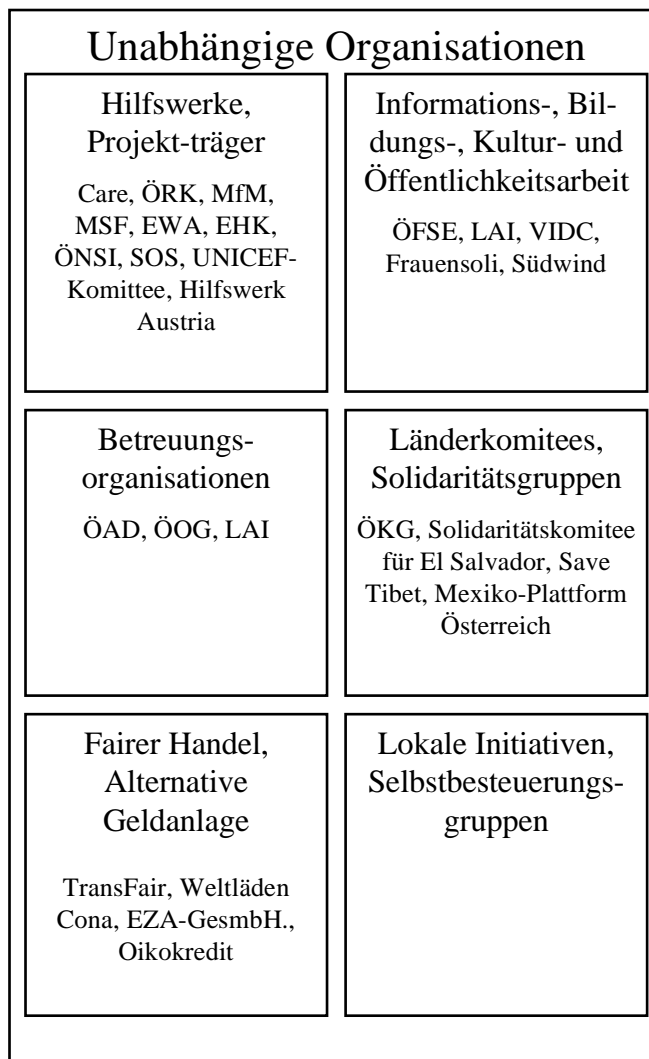 Unabhängige Organisationen
Hilfswerke,
Projekt-träger
Care, ÖRK, MfM,
MSF, EWA, EHK,
ÖNSI, SOS, UNICEF-
Komittee, Hilfswerk
Austria
Informations-, Bil-
dungs-, Kultur- und
Öffentlichkeitsarbeit
ÖFSE, LAI, VIDC,
Frauensoli, Südwind
Betreuungs-
organisationen
ÖAD, ÖOG, LAI
Länderkomitees,
Solidaritätsgruppen
ÖKG, Solidaritätskomitee
für El Salvador, Save
Tibet, Mexiko-Plattform
Österreich
Fairer Handel,
Alternative
Geldanlage
TransFair, Weltläden
Cona, EZA-GesmbH.,
Oikokredit
Lokale Initiativen,
Selbstbesteuerungs-
gruppen